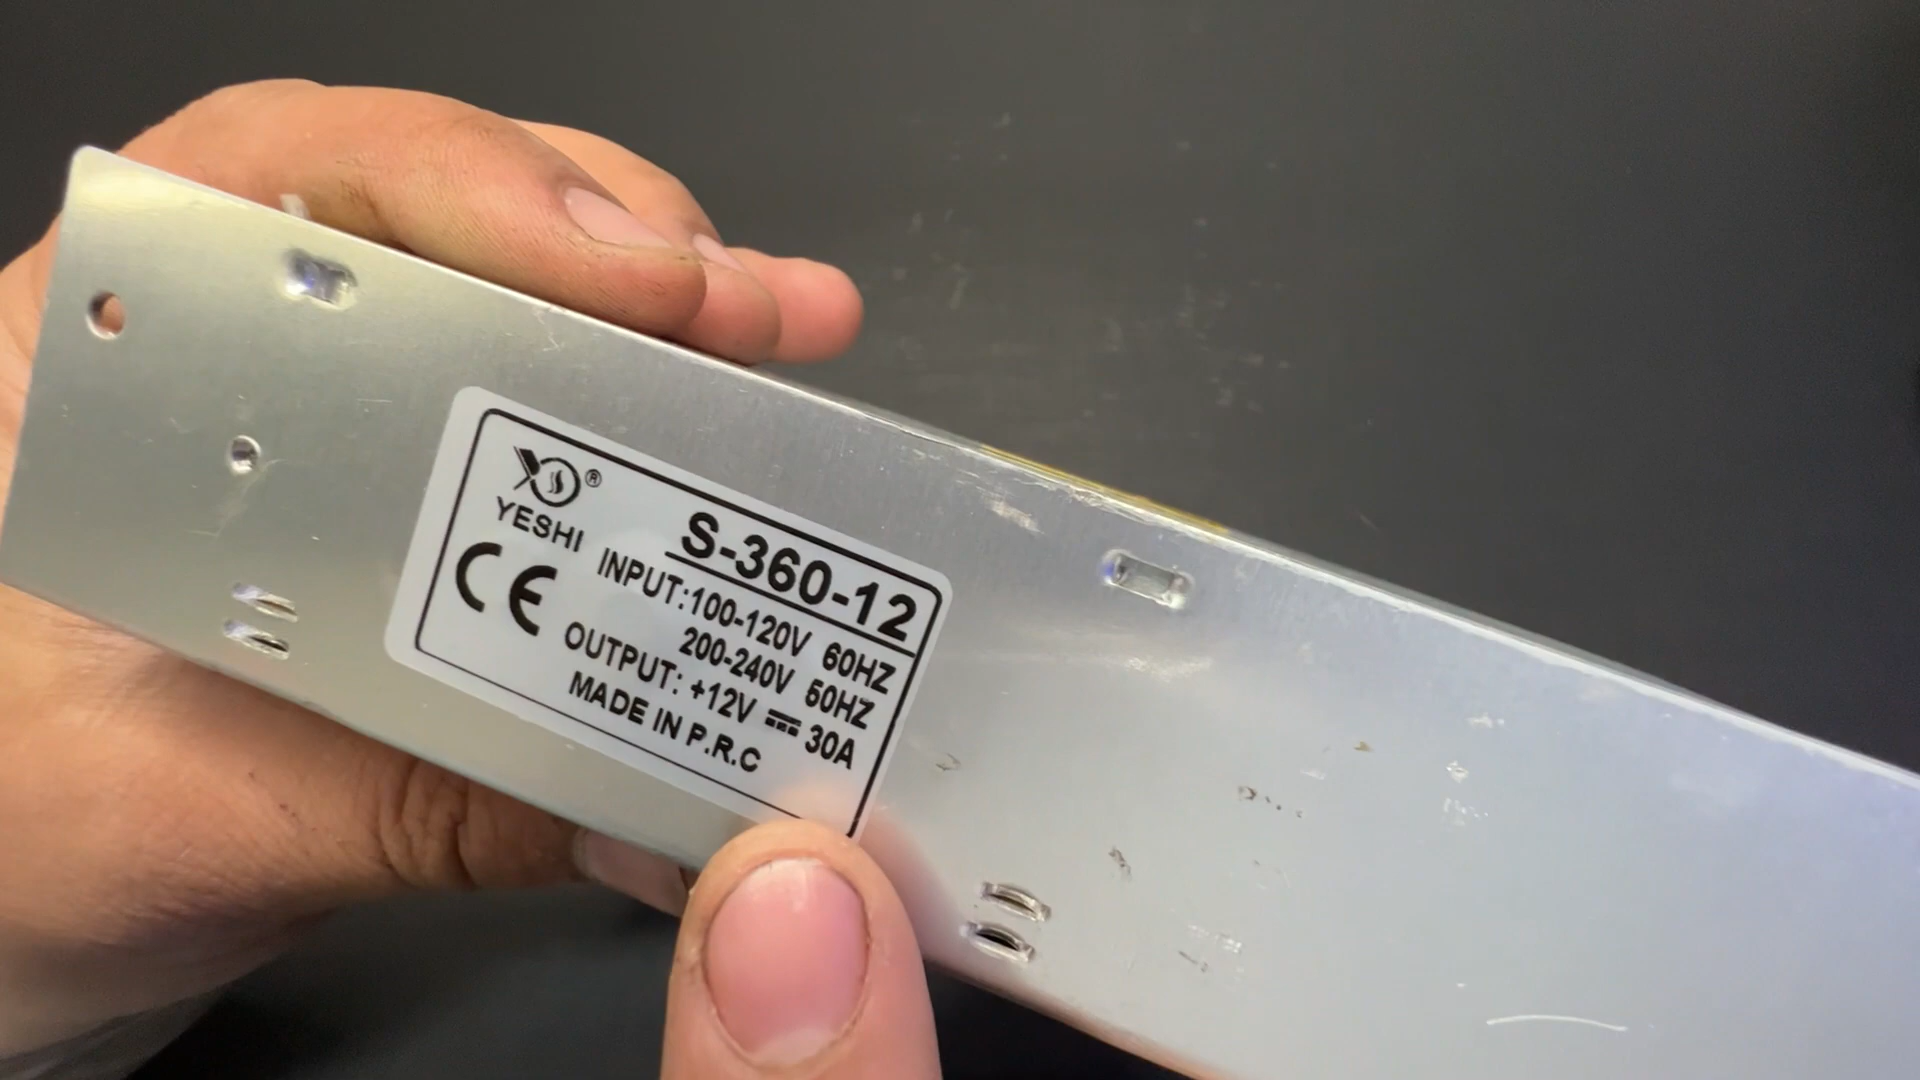 YESHI ®
S-360-12
CE
INPUT:100-120V 60HZ
200-240V 50HZ
OUTPUT: +12V ⎓ 30A
MADE IN P.R.C